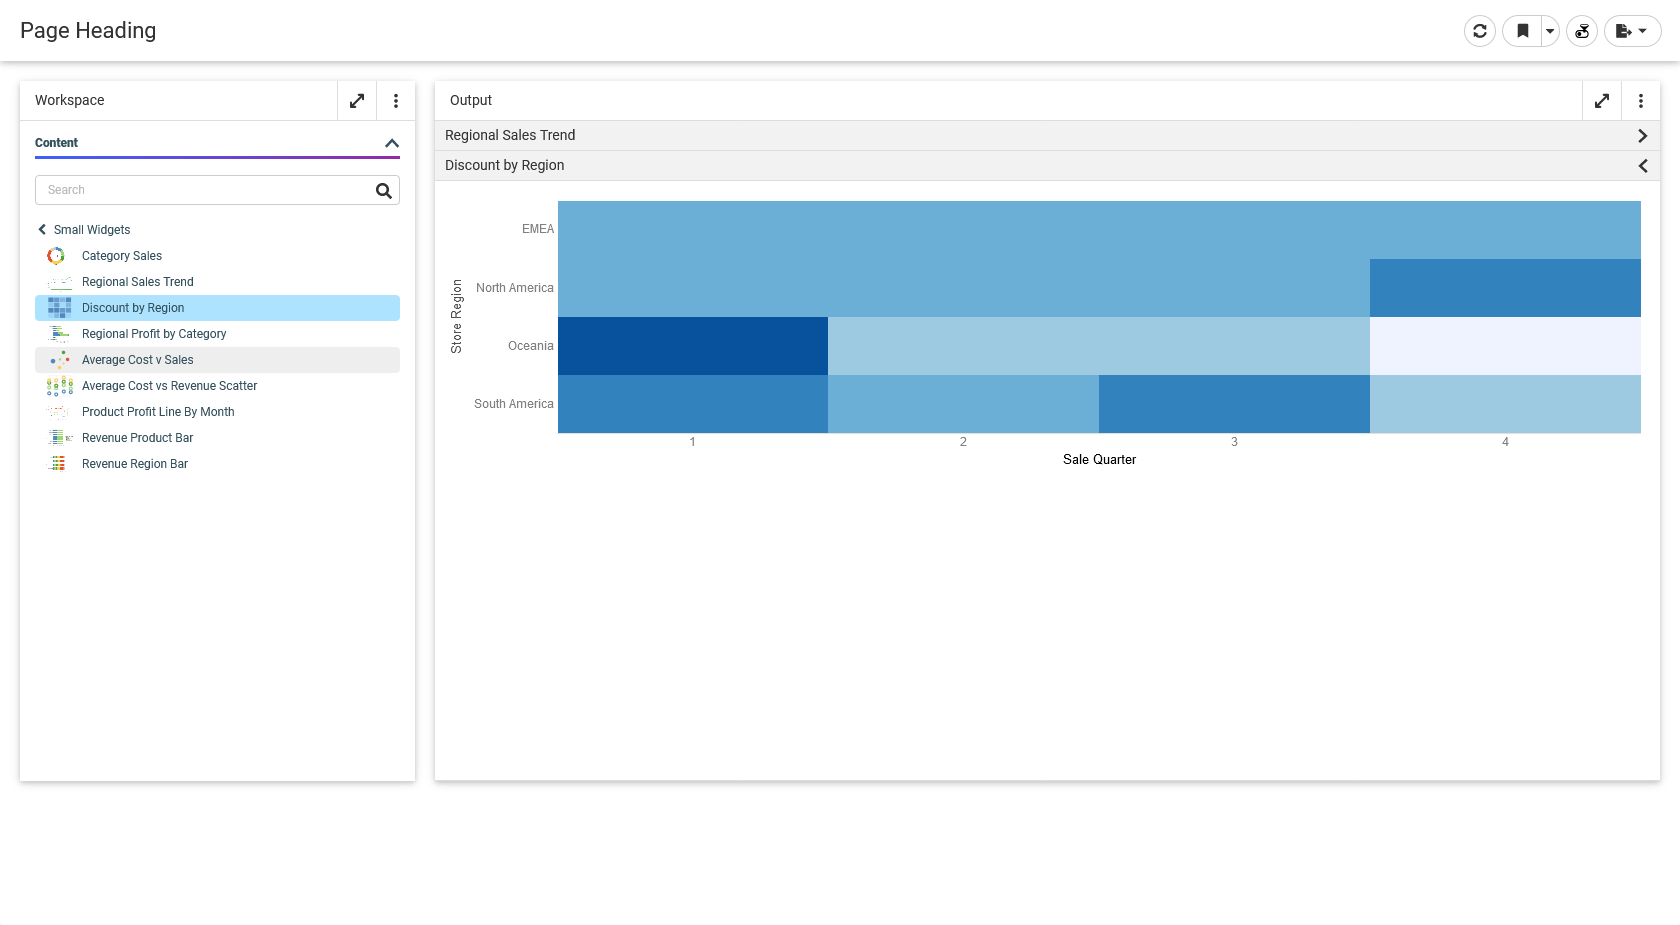 Page Heading
Workspace
Content
Search
Small Widgets
Category Sales
Regional Sales Trend
Discount by Region
Regional Profit by Category
Average Cost v Sales
Average Cost vs Revenue Scatter
Product Profit Line By Month
Revenue Product Bar
Revenue Region Bar
Output
Regional Sales Trend
Discount by Region
Store Region
EMEA
North America
Oceania
South America
1 2 3 4
Sale Quarter